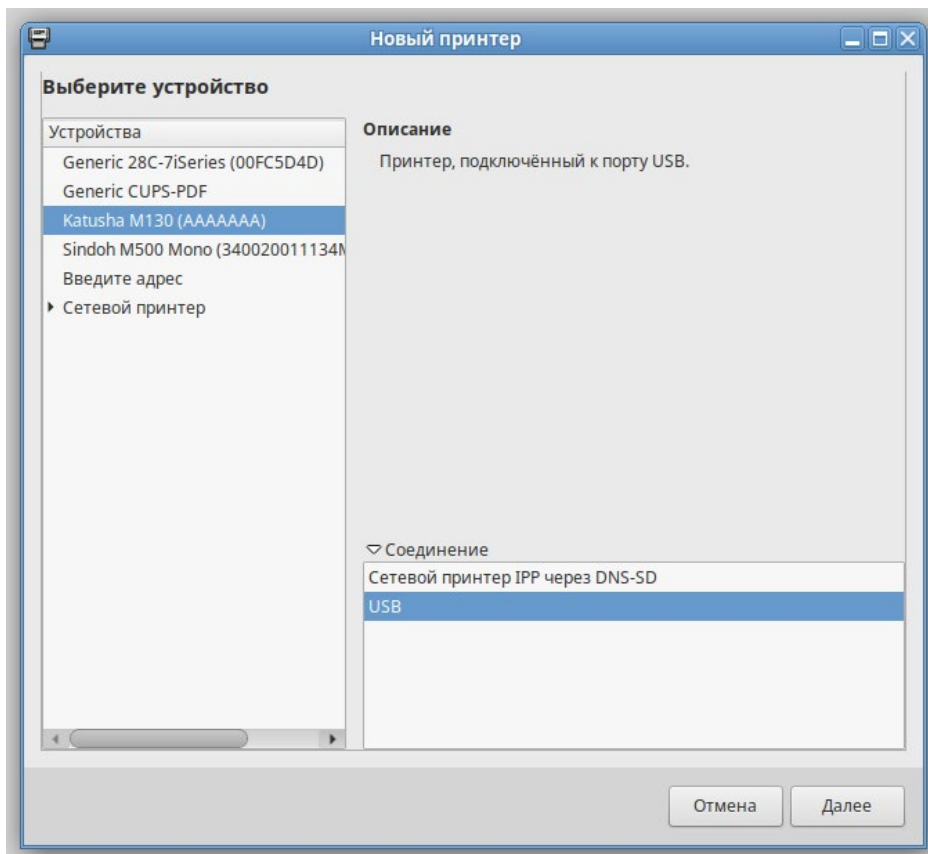 Новый принтер
Выберите устройство
Устройства
Generic 28C-7iSeries (00FC5D4D)
Generic CUPS-PDF
Katusha M130 (AAAAAAA)
Sindoh M500 Mono (340020011134M
Введите адрес
Сетевой принтер
Описание
Принтер, подключённый к порту USB.
Соединение
Сетевой принтер IPP через DNS-SD
USB
Отмена
Далее